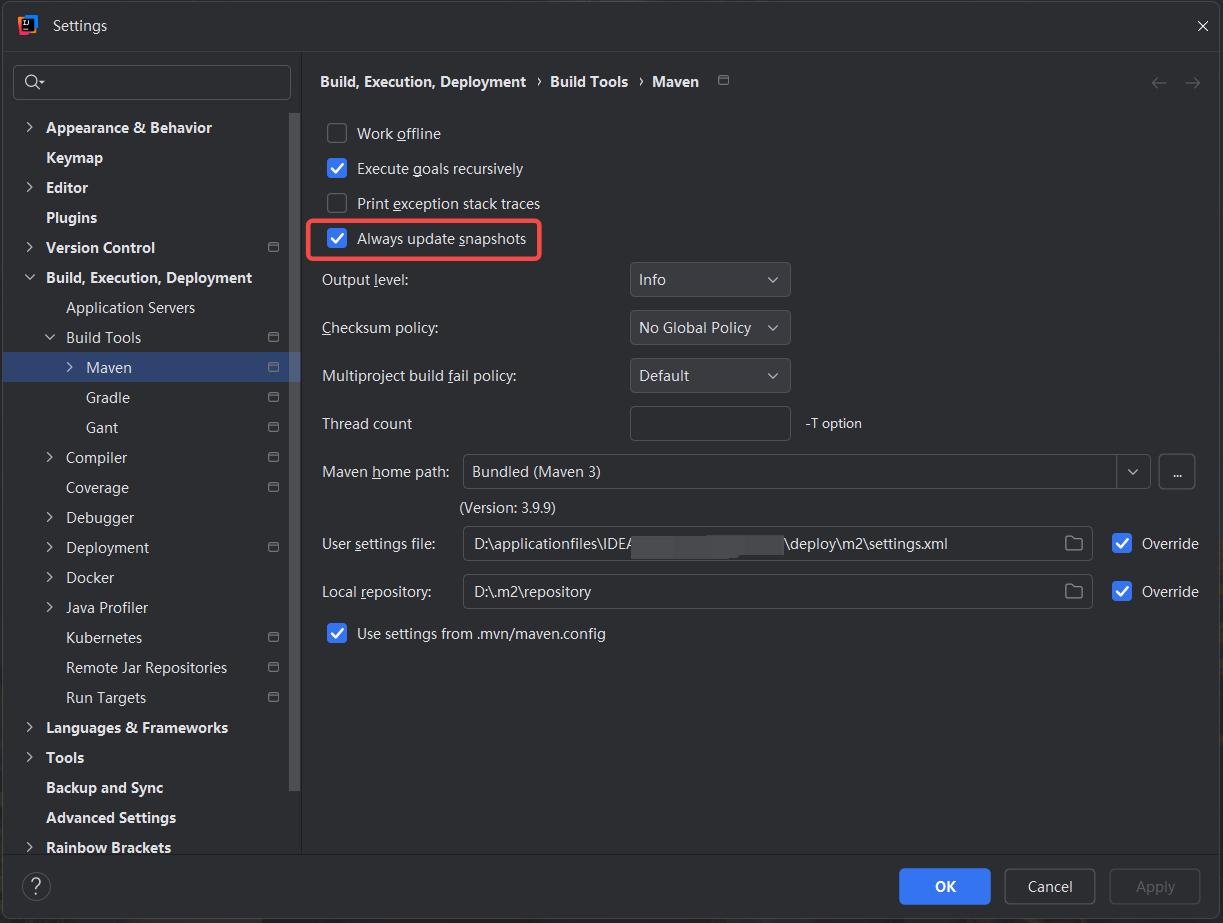 Settings
Build, Execution, Deployment › Build Tools › Maven
Appearance & Behavior
Keymap
Editor
Plugins
Version Control
Build, Execution, Deployment
Application Servers
Build Tools
Maven
Gradle
Gant
Compiler
Coverage
Debugger
Deployment
Docker
Java Profiler
Kubernetes
Remote Jar Repositories
Run Targets
Languages & Frameworks
Tools
Backup and Sync
Advanced Settings
Rainbow Brackets
Work offline
Execute goals recursively
Print exception stack traces
Always update snapshots
Output level: Info
Checksum policy: No Global Policy
Multiproject build fail policy: Default
Thread count -T option
Maven home path: Bundled (Maven 3) ...
(Version: 3.9.9)
User settings file: D:\applicationfiles\IDEA \deploy\m2\settings.xml Override
Local repository: D:\.m2\repository Override
Use settings from .mvn/maven.config
? OK Cancel Apply